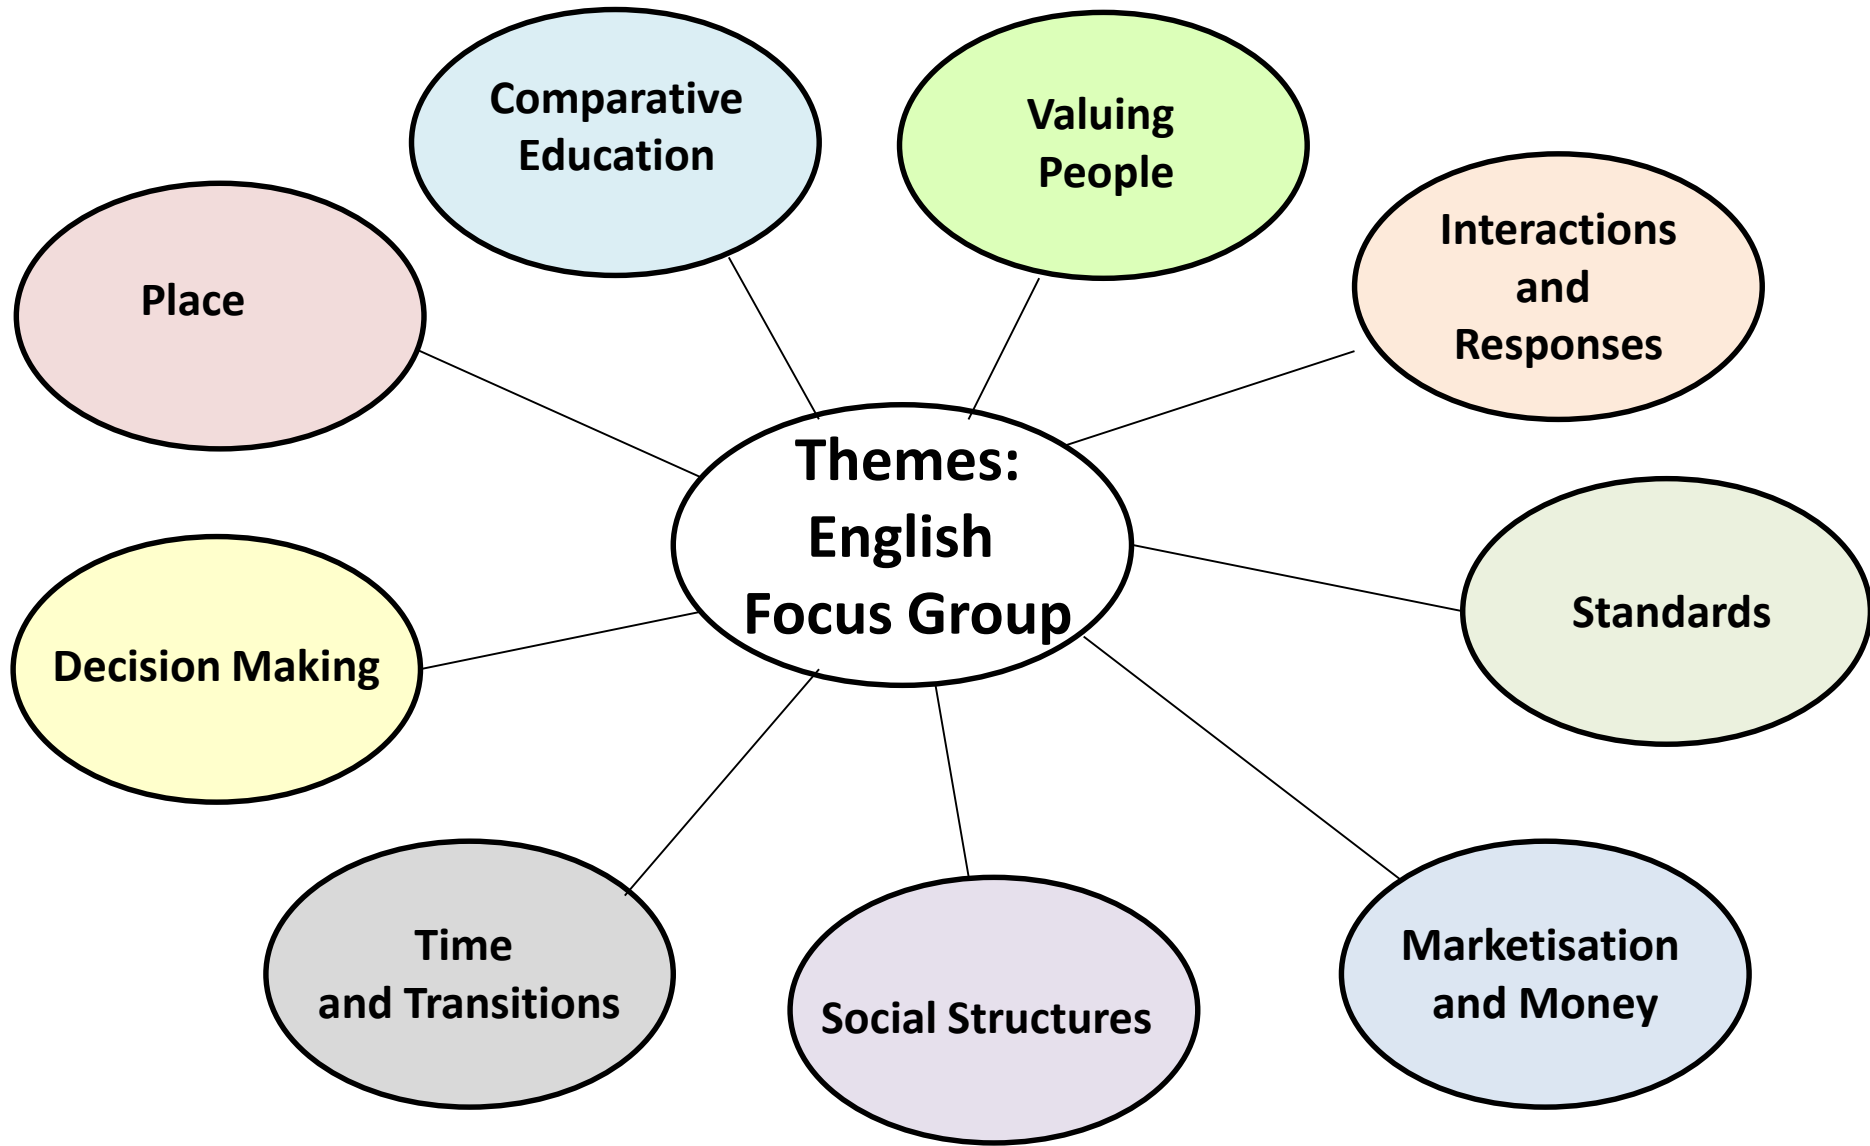 Comparative
Education
Valuing
People
Interactions
and
Responses
Place
Themes:
English
Focus Group
Standards
Decision Making
Time
and Transitions
Social Structures
Marketisation
and Money